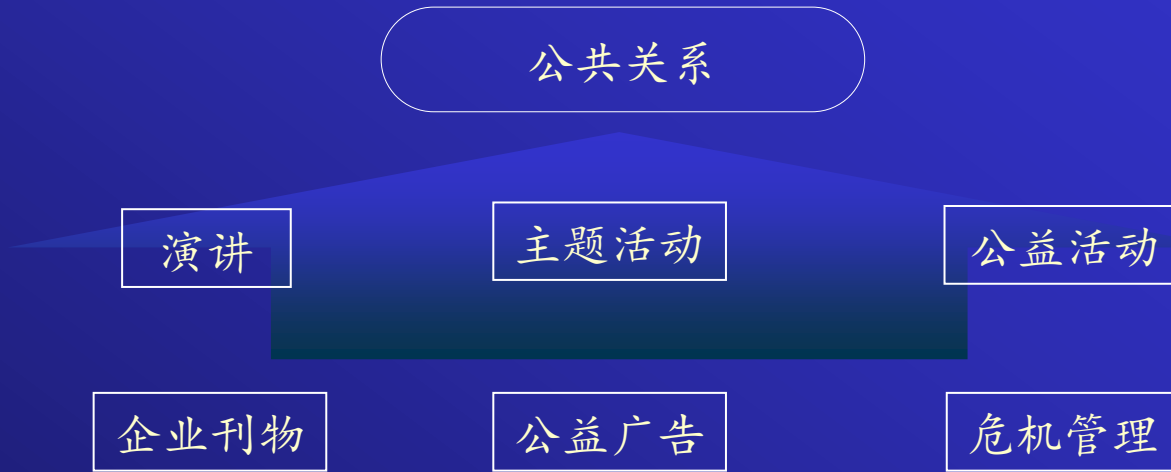 公共关系
演讲
主题活动
公益活动
企业刊物
公益广告
危机管理